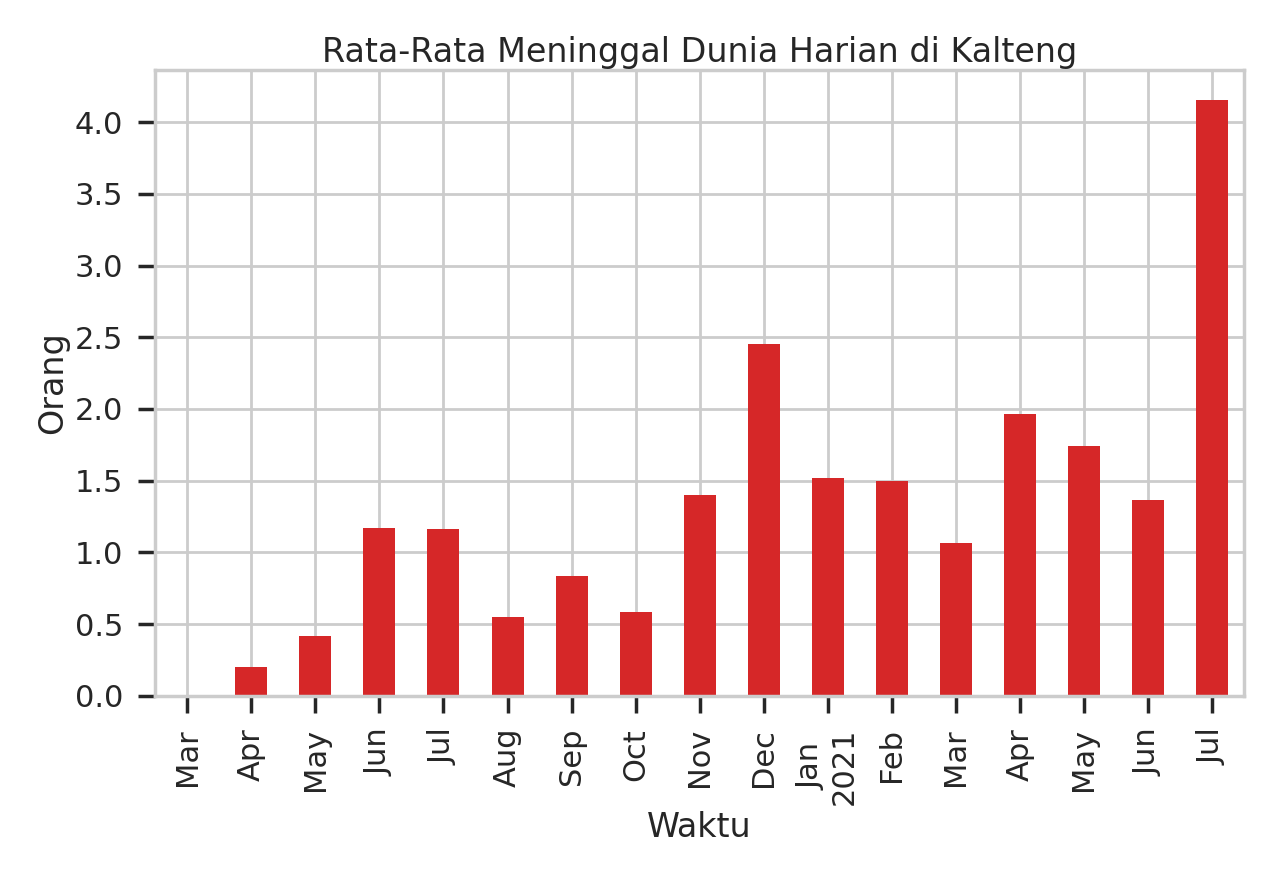 Rata-Rata Meninggal Dunia Harian di Kalteng
Orang
4.0
3.5
3.0
2.5
2.0
1.5
1.0
0.5
0.0
Mar
Apr
May
Jun
Jul
Aug
Sep
Oct
Nov
Dec
Jan
2021
Feb
Mar
Apr
May
Jun
Jul
Waktu